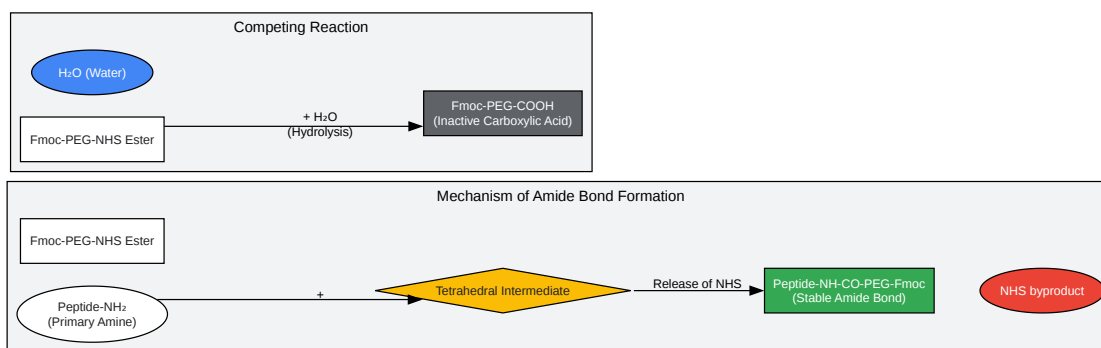 Competing Reaction
H₂O (Water)
Fmoc-PEG-NHS Ester
+ H₂O
(Hydrolysis)
Fmoc-PEG-COOH
(Inactive Carboxylic Acid)
Mechanism of Amide Bond Formation
Fmoc-PEG-NHS Ester
Peptide-NH₂
(Primary Amine)
+
Tetrahedral Intermediate
Release of NHS
Peptide-NH-CO-PEG-Fmoc
(Stable Amide Bond)
NHS byproduct